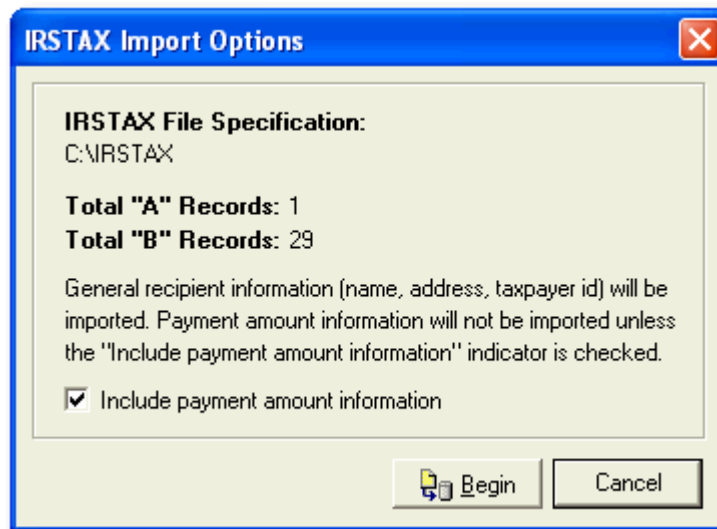 IRSTAX Import Options
IRSTAX File Specification:
C:\IRSTAX
Total "A" Records: 1
Total "B" Records: 29
General recipient information (name, address, taxpayer id) will be
imported. Payment amount information will not be imported unless
the "Include payment amount information" indicator is checked.
Include payment amount information
Begin Cancel